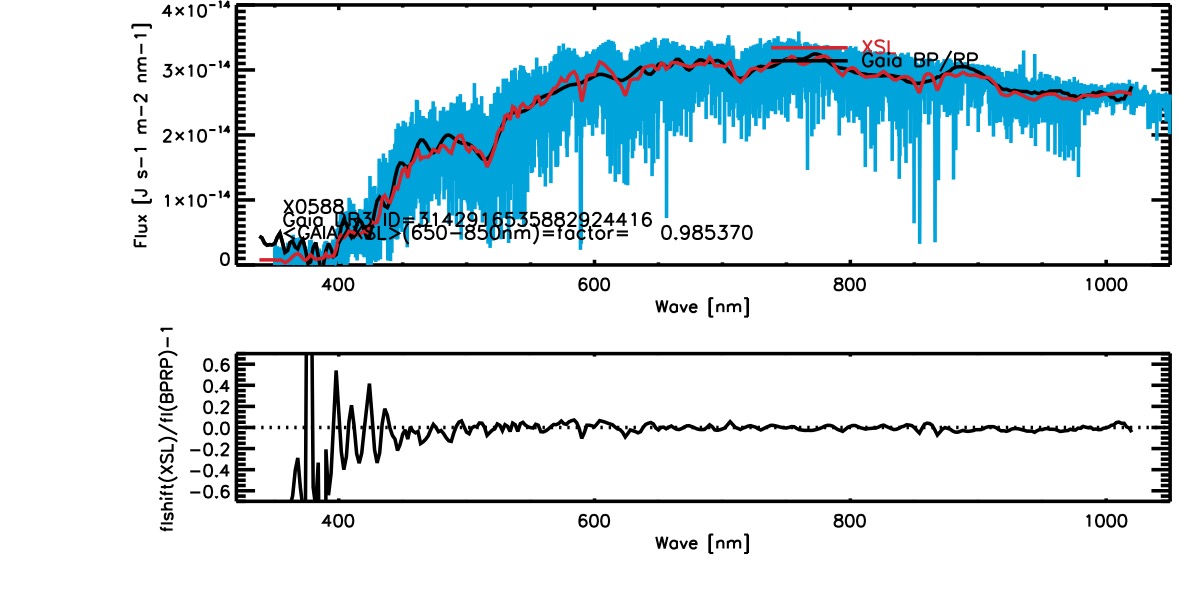 4×10⁻¹⁴
3×10⁻¹⁴
2×10⁻¹⁴
1×10⁻¹⁴
0
Flux [J s−1 m−2 nm−1]
XSL
Gaia BP/RP
X0588
Gaia DR3 ID=3142916535882924416
<GAIA/XSL>(650−850nm)=factor= 0.985370
400 600 800 1000
Wave [nm]
flshift(XSL)/fl(BPRP)−1
0.6
0.4
0.2
0.0
−0.2
−0.4
−0.6
400 600 800 1000
Wave [nm]